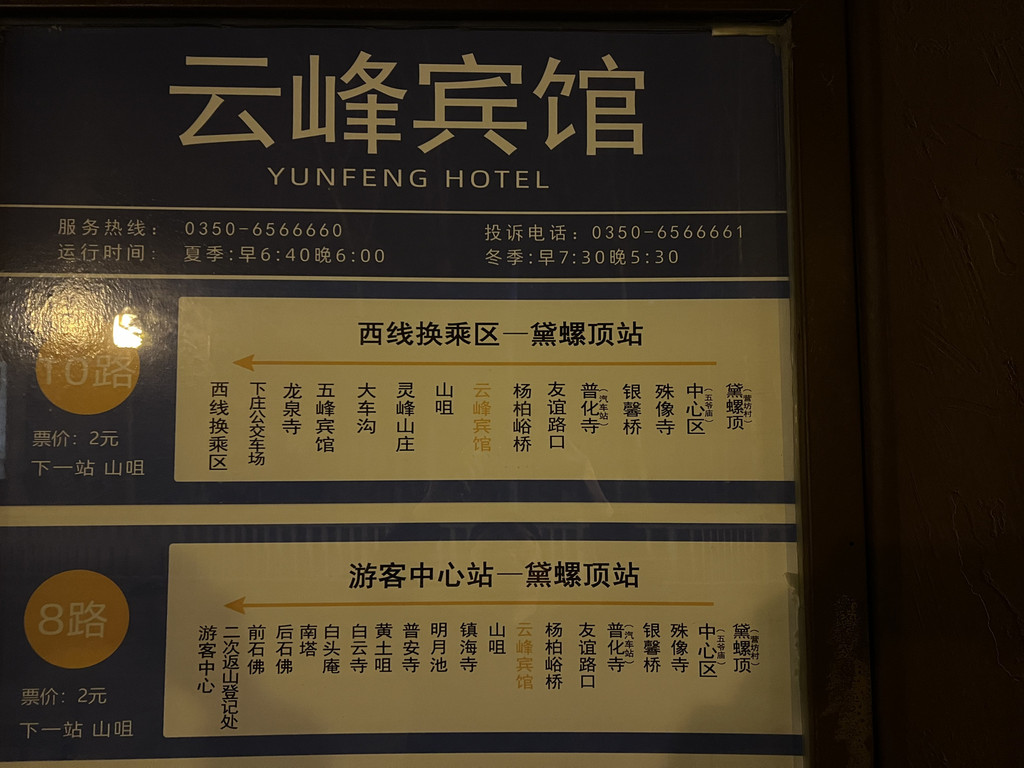 云峰宾馆
YUNFENG HOTEL
服务热线： 0350-6566660
投诉电话：0350-6566661
运行时间： 夏季:早6:40晚6:00
冬季:早7:30晚5:30
10路
票价：2元
下一站 山咀
西线换乘区—黛螺顶站
西线换乘区
下庄公交车场
龙泉寺
五峰宾馆
大车沟
灵峰山庄
山咀
云峰宾馆
杨柏峪桥
友谊路口
普化寺（汽车站）
银馨桥
殊像寺
中心区（五爷庙）
黛螺顶（营坊村）
8路
票价：2元
下一站 山咀
游客中心站—黛螺顶站
游客中心
二次返山登记处
前石佛
后石佛
南塔
白头庵
白云寺
黄土咀
普安寺
明月池
镇海寺
山咀
云峰宾馆
杨柏峪桥
友谊路口
普化寺（汽车站）
银馨桥
殊像寺
中心区（五爷庙）
黛螺顶（营坊村）